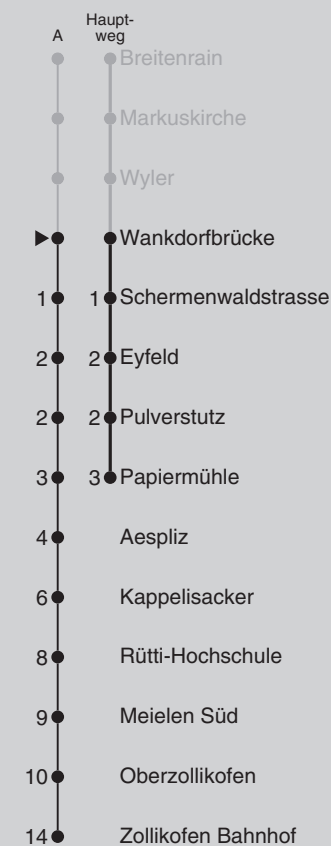 A
Haupt-
weg
Breitenrain
Markuskirche
Wyler
Wankdorfbrücke
1 1 Schermenwaldstrasse
2 2 Eyfeld
2 2 Pulverstutz
3 3 Papiermühle
4 Aespliz
6 Kappelisacker
8 Rütti-Hochschule
9 Meielen Süd
10 Oberzollikofen
14 Zollikofen Bahnhof